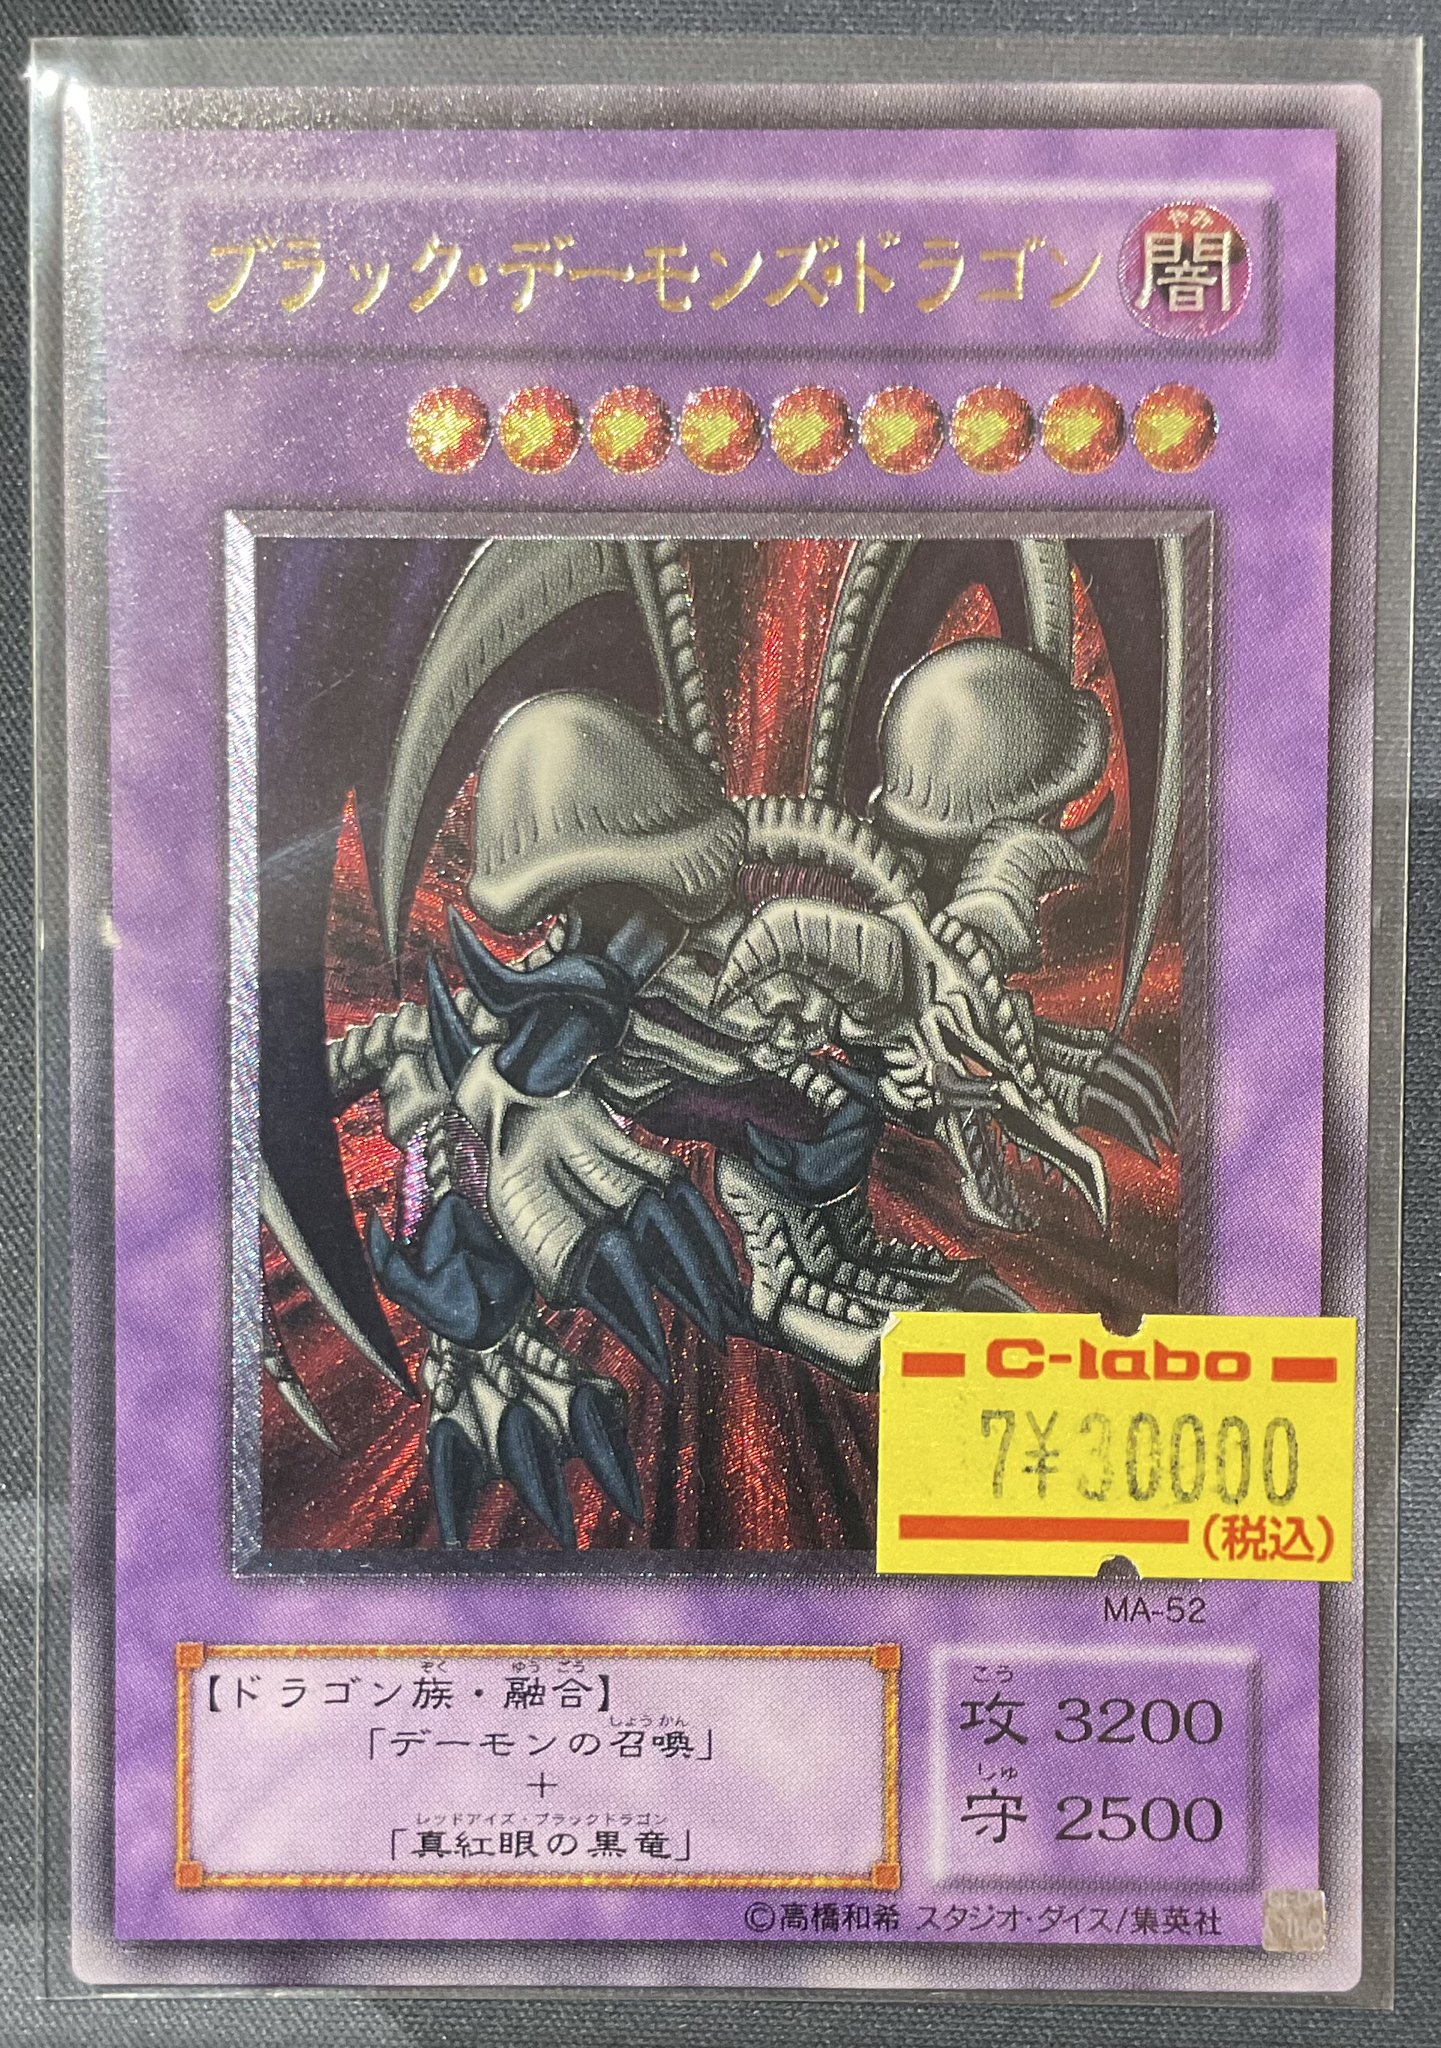 ブラック・デーモンズ・ドラゴン
やみ
闇
C-labo
7¥30000
(税込)
MA-52
【ドラゴン族・融合】
ぞく ゆうごう
「デーモンの召喚」
しょうかん
+
レッドアイズ・ブラックドラゴン
「真紅眼の黒竜」
こう
攻 3200
しゅ
守 2500
©高橋和希 スタジオ・ダイス/集英社